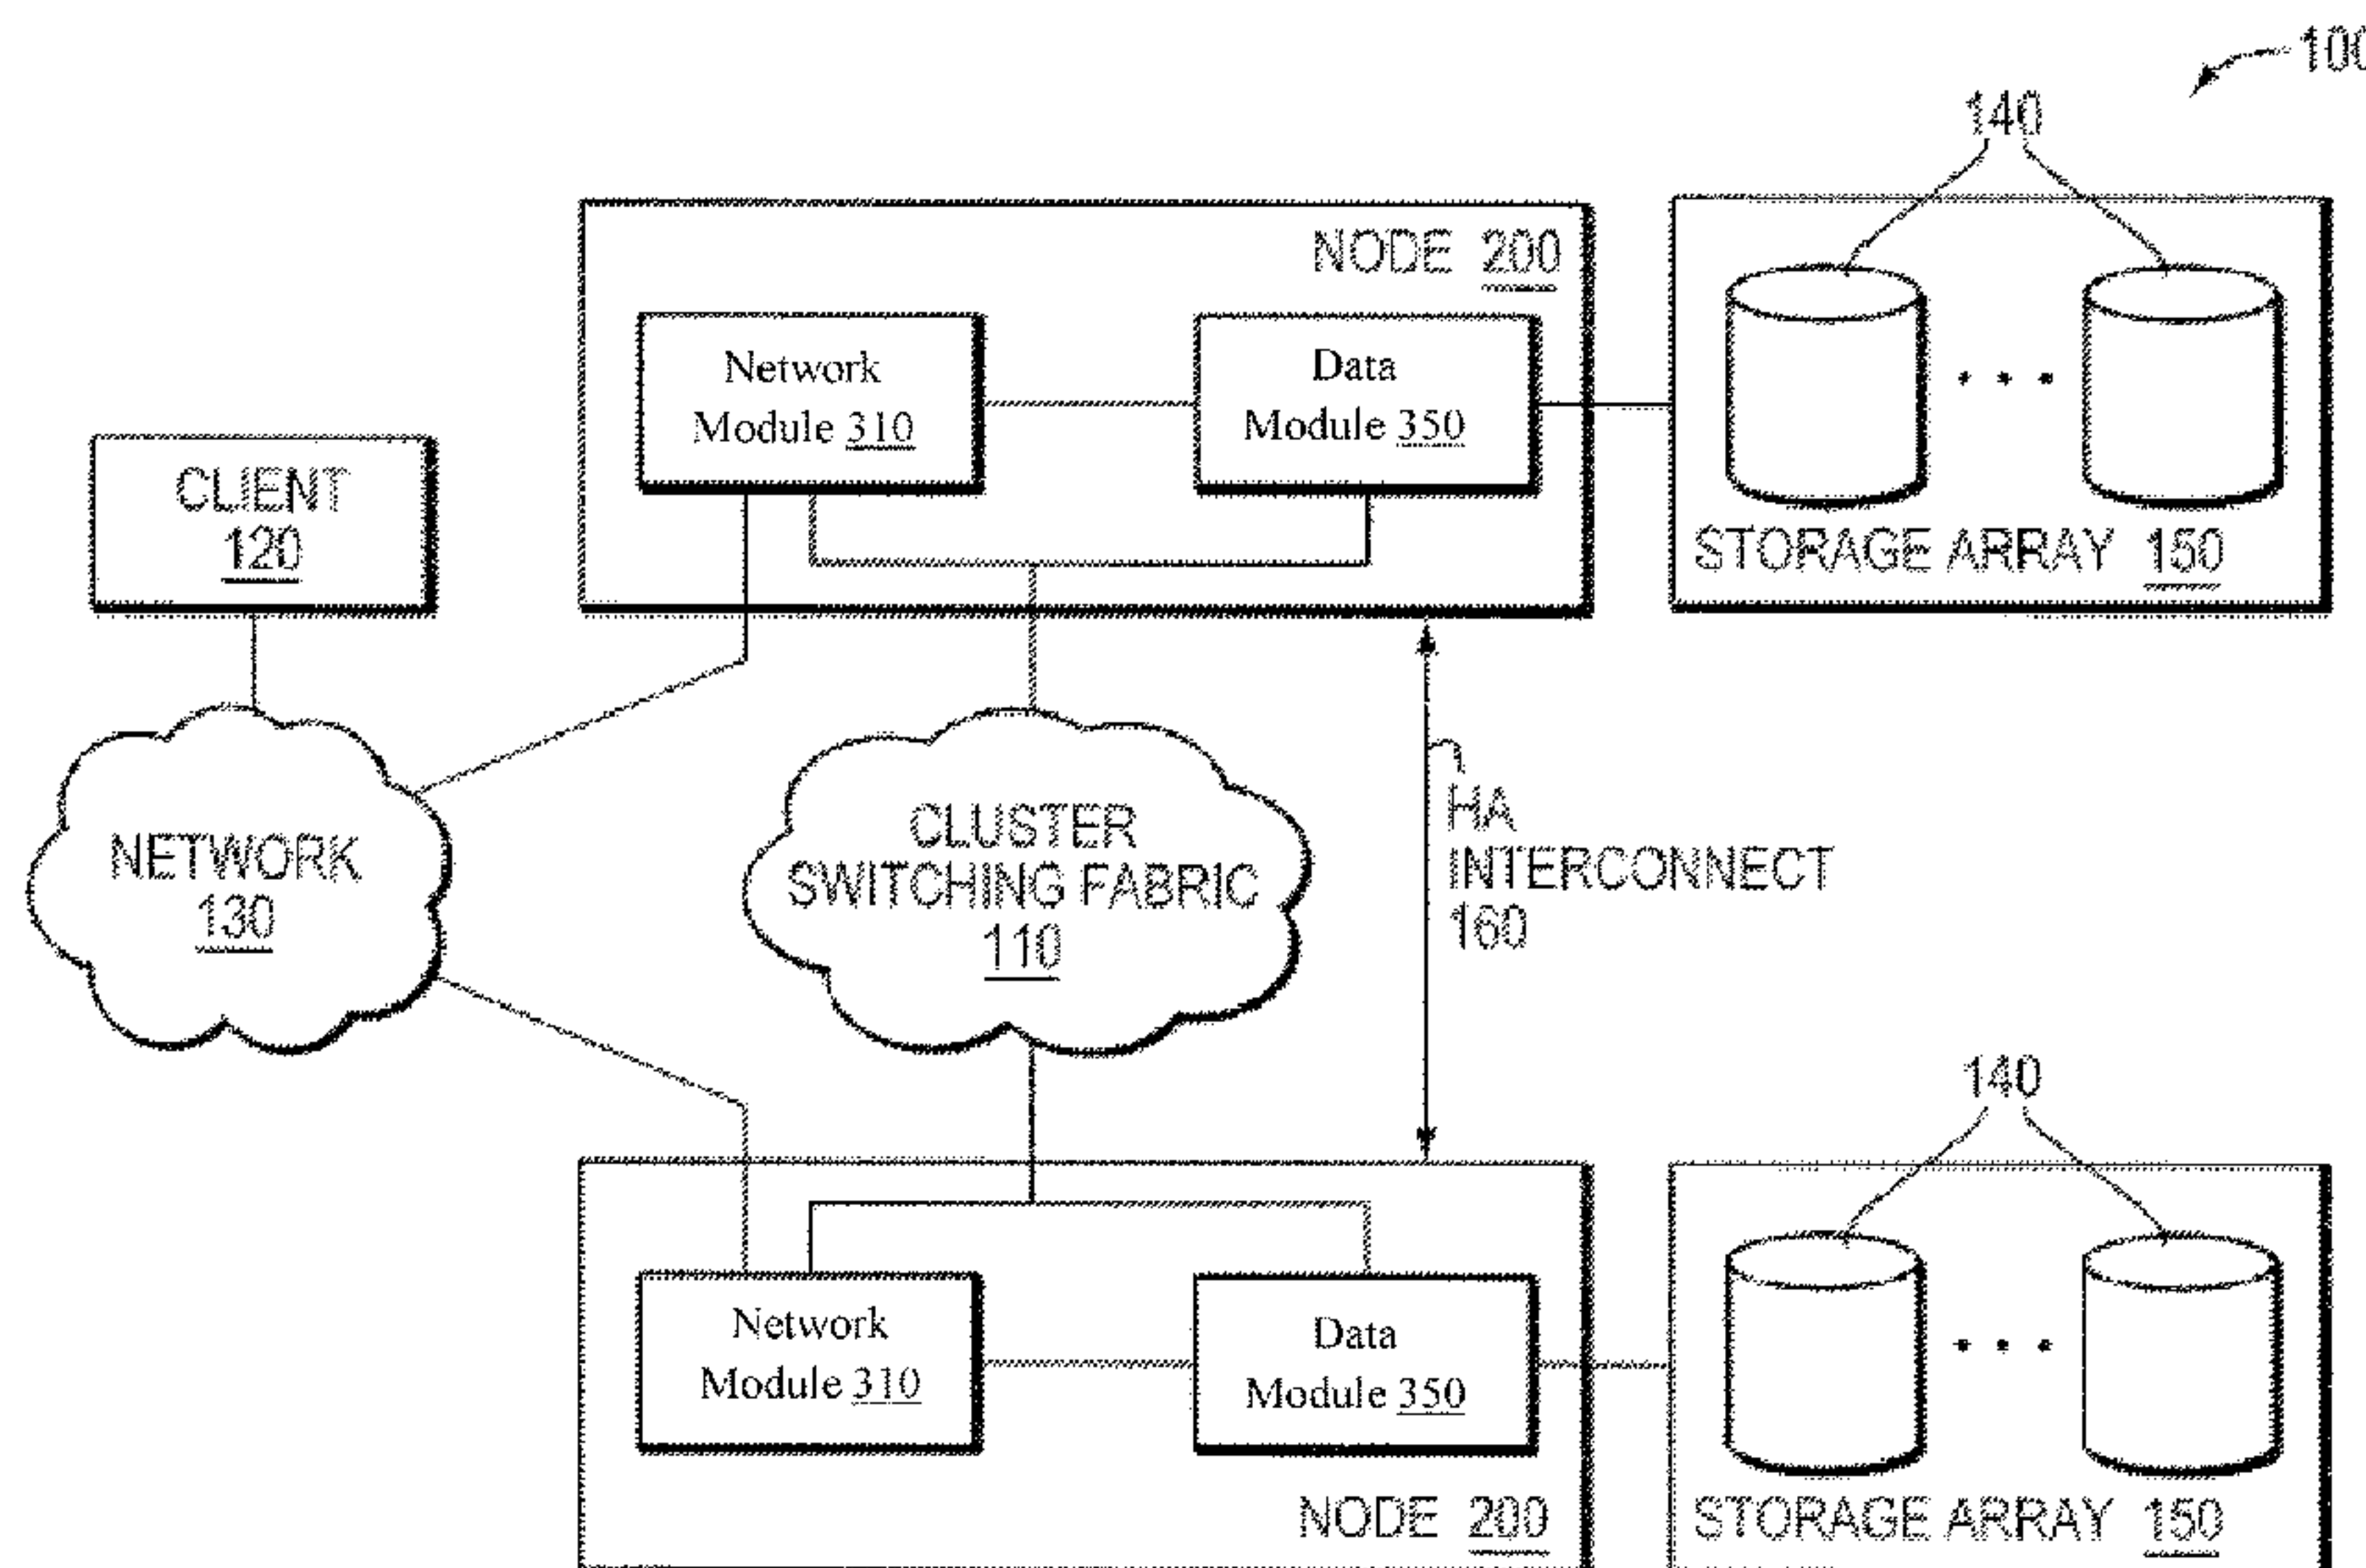 100
140
NODE 200
Network
Module 310
Data
Module 350
STORAGE ARRAY 150
CLIENT
120
NETWORK
130
CLUSTER
SWITCHING FABRIC
110
HA
INTERCONNECT
160
140
Network
Module 310
Data
Module 350
NODE 200
STORAGE ARRAY 150